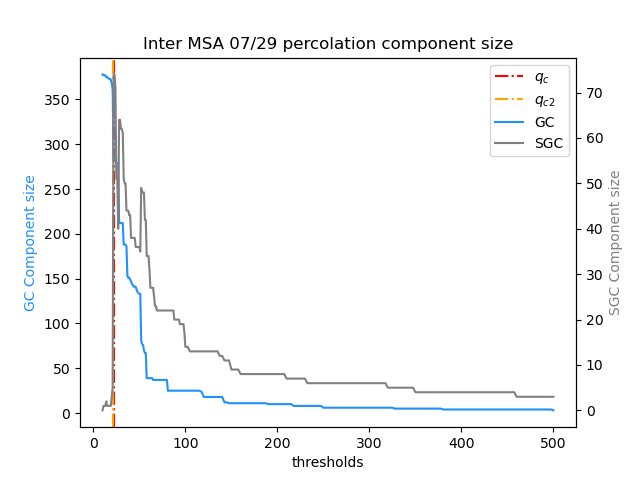 Inter MSA 07/29 percolation component size
GC Component size
350
300
250
200
150
100
50
0
70
60
50
40
30
20
10
0
SGC Component size
q_c
q_{c2}
GC
SGC
0 100 200 300 400 500
thresholds